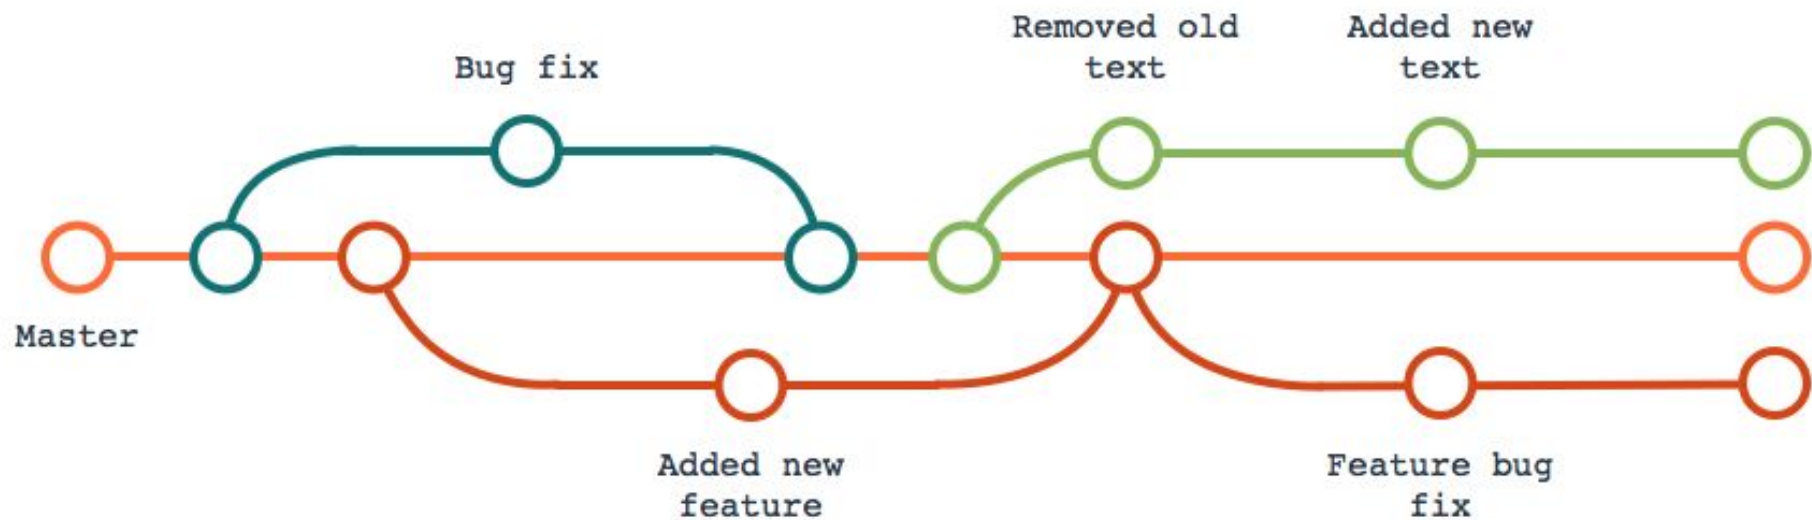 Removed old
text
Added new
text
Bug fix
Master
Added new
feature
Feature bug
fix